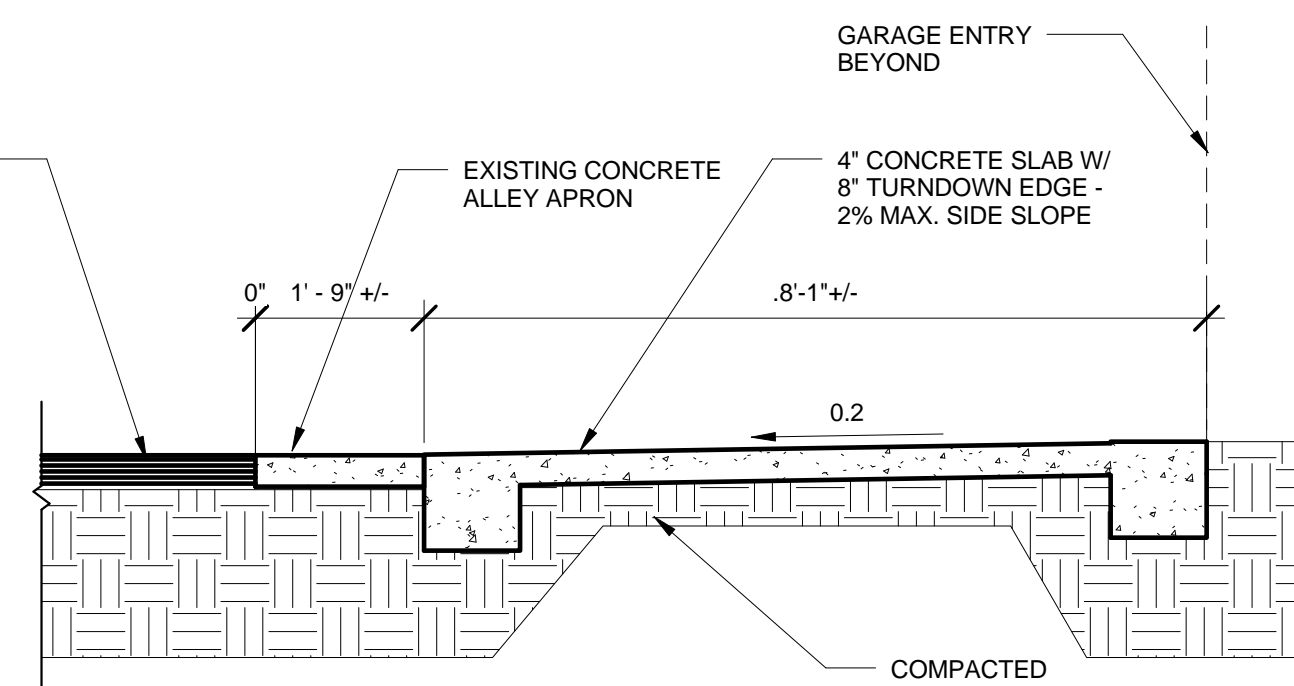 GARAGE ENTRY
BEYOND
EXISTING CONCRETE
ALLEY APRON
4" CONCRETE SLAB W/
8" TURNDOWN EDGE -
2% MAX. SIDE SLOPE
0" 1' - 9" +/- .8'-1"+/-
0.2
COMPACTED